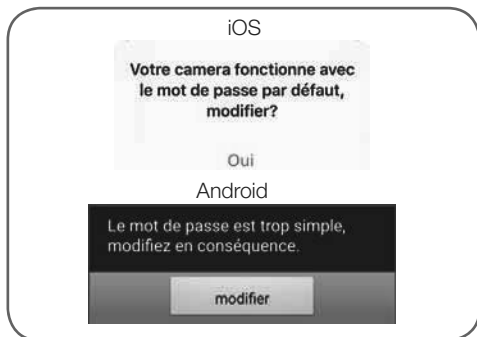 iOS
Votre camera fonctionne avec
le mot de passe par défaut,
modifier?
Oui
Android
Le mot de passe est trop simple,
modifiez en conséquence.
modifier